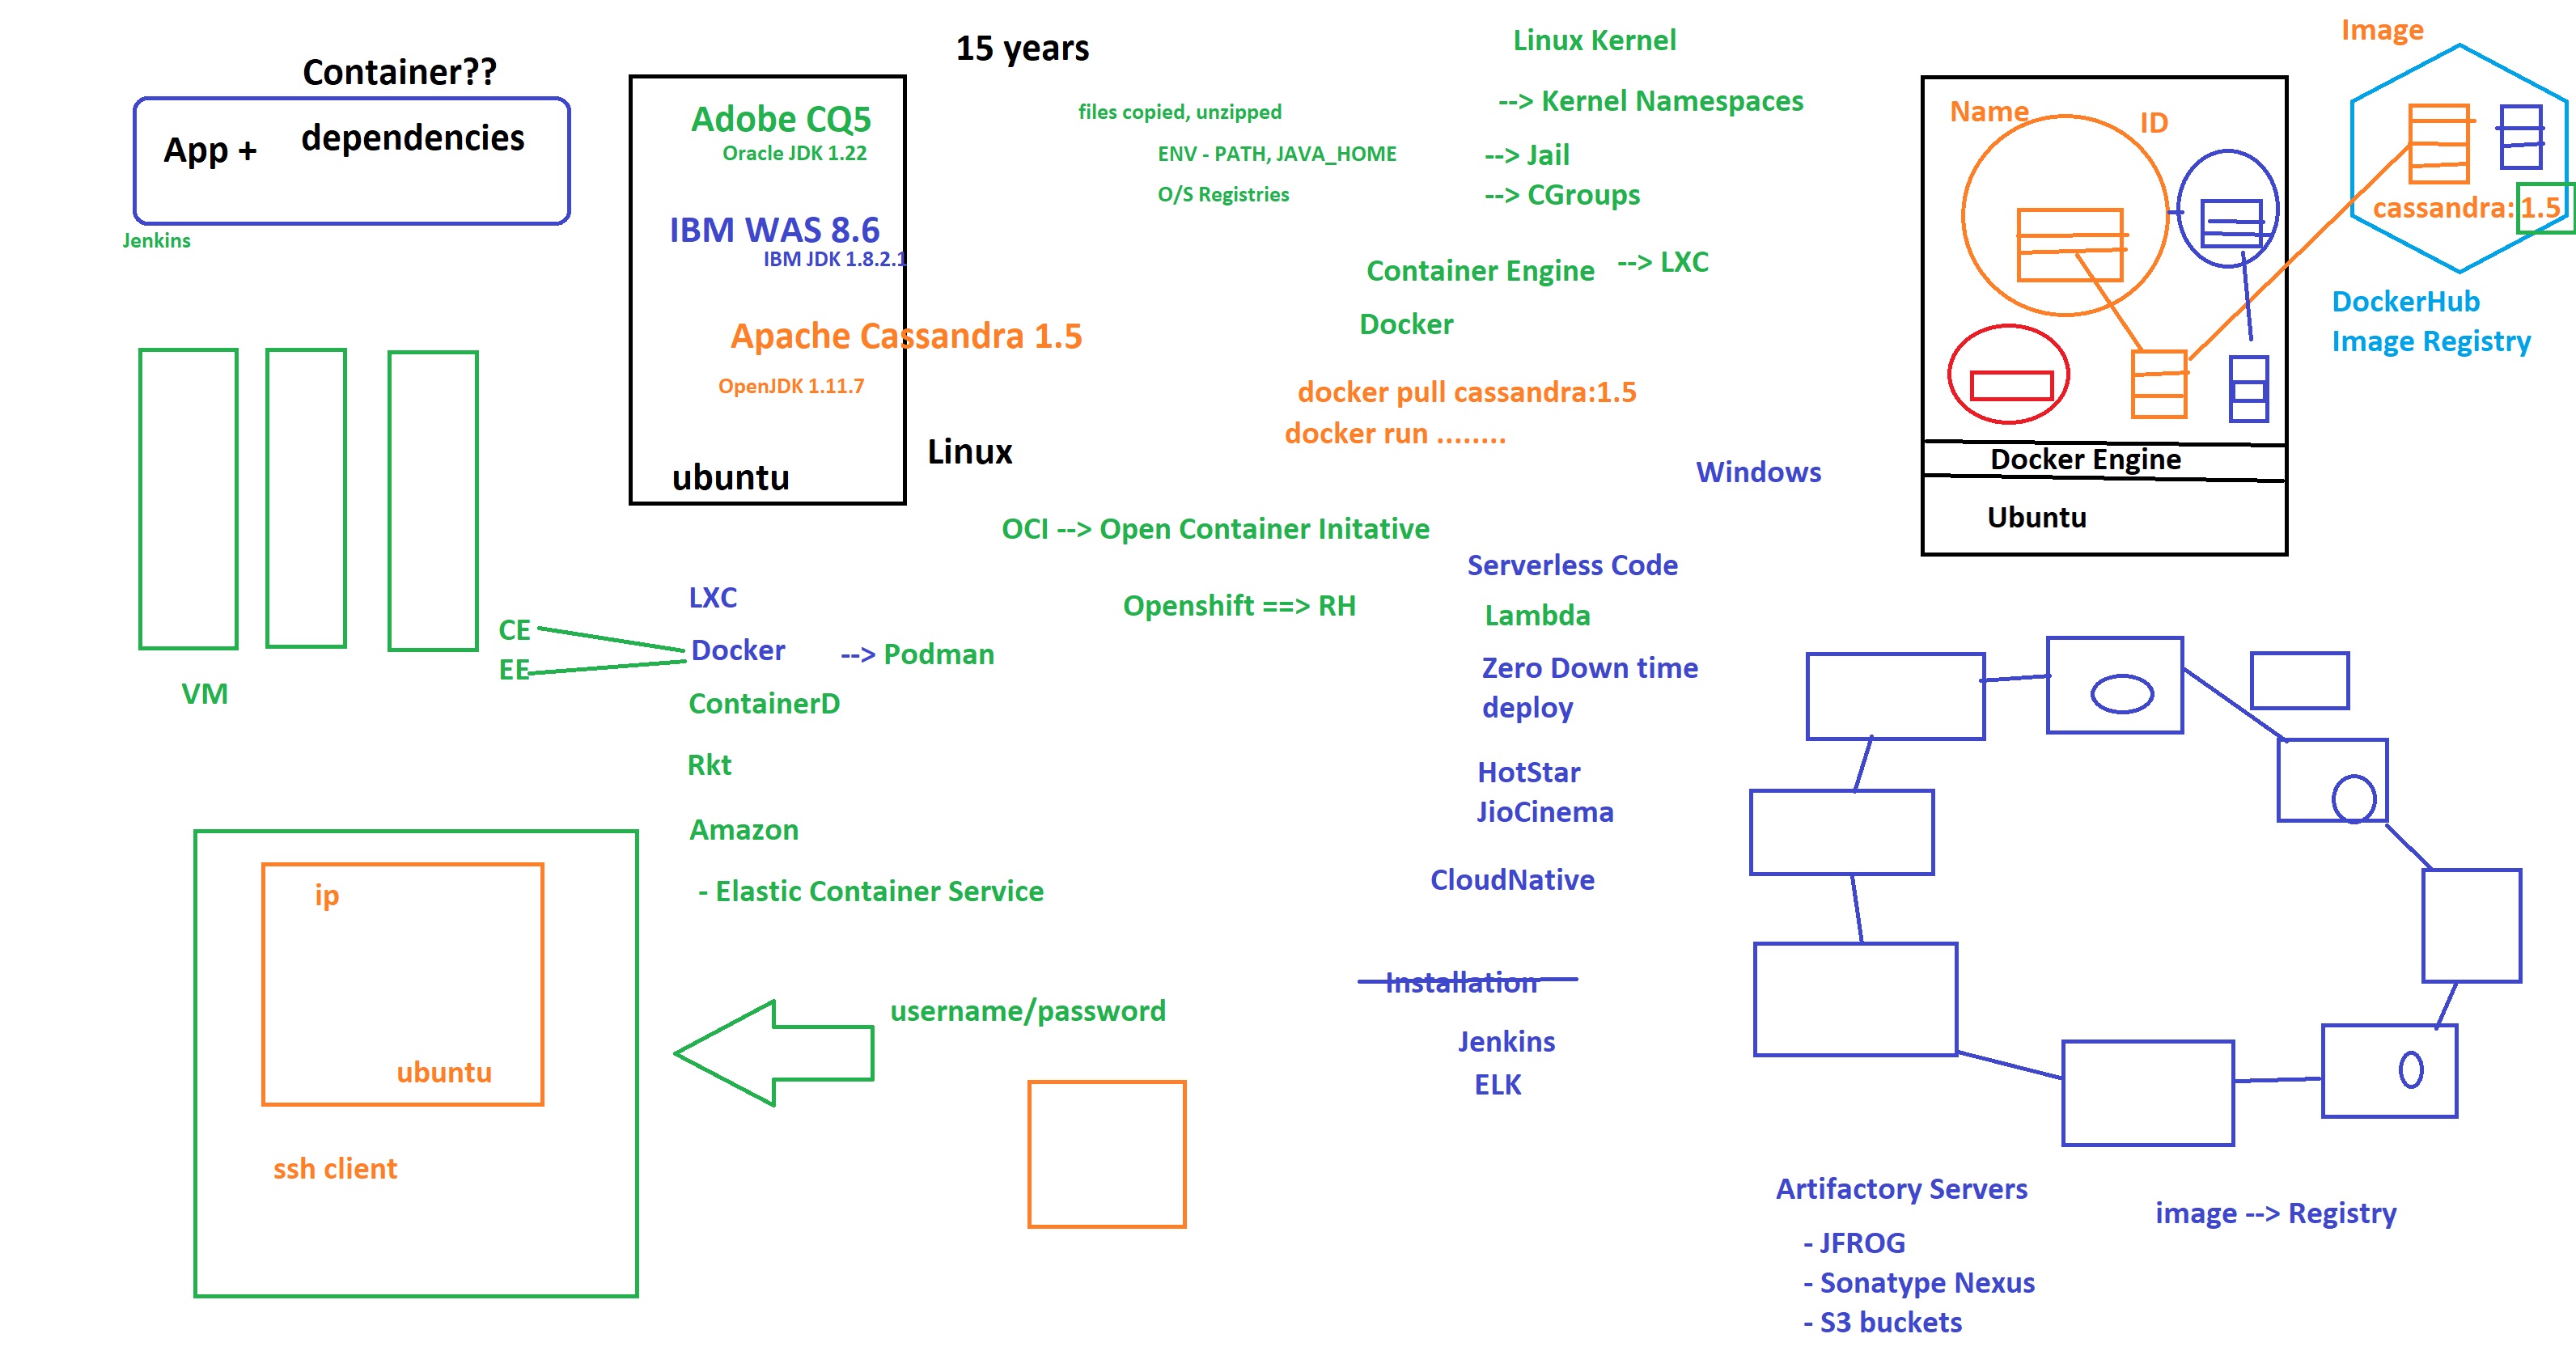 Container??
App + dependencies
Jenkins
15 years
Adobe CQ5
Oracle JDK 1.22
IBM WAS 8.6
IBM JDK 1.8.2.1
Apache Cassandra 1.5
OpenJDK 1.11.7
ubuntu
Linux
files copied, unzipped
ENV - PATH, JAVA_HOME
O/S Registries
Linux Kernel
--> Kernel Namespaces
--> Jail
--> CGroups
Container Engine --> LXC
Docker
docker pull cassandra:1.5
docker run ........
Windows
Name
ID
Docker Engine
Ubuntu
Image
cassandra: 1.5
DockerHub
Image Registry
VM
OCI --> Open Container Initative
Openshift ==> RH
CE
EE
LXC
Docker --> Podman
ContainerD
Rkt
Amazon
- Elastic Container Service
Serverless Code
Lambda
Zero Down time
deploy
HotStar
JioCinema
CloudNative
Installation
Jenkins
ELK
ip
ubuntu
ssh client
username/password
Artifactory Servers
- JFROG
- Sonatype Nexus
- S3 buckets
image --> Registry